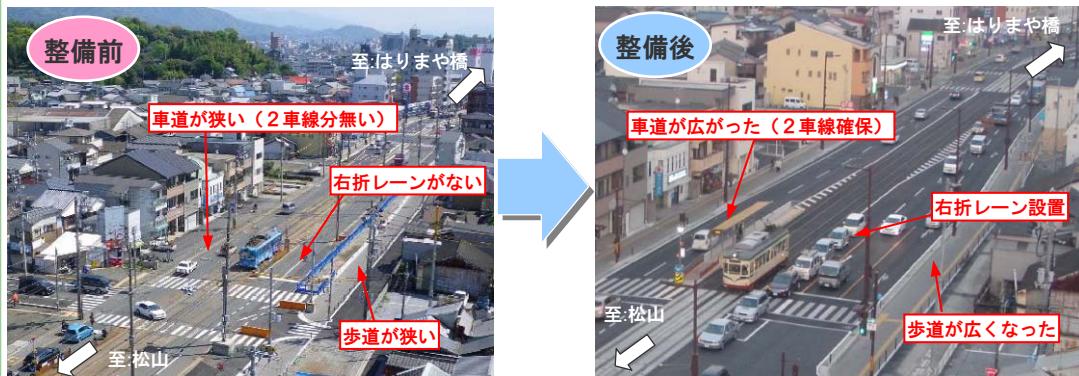 整備前
至:はりまや橋
車道が狭い（２車線分無い）
右折レーンがない
歩道が狭い
至:松山
整備後
至:はりまや橋
車道が広がった（２車線確保）
右折レーン設置
歩道が広くなった
至:松山